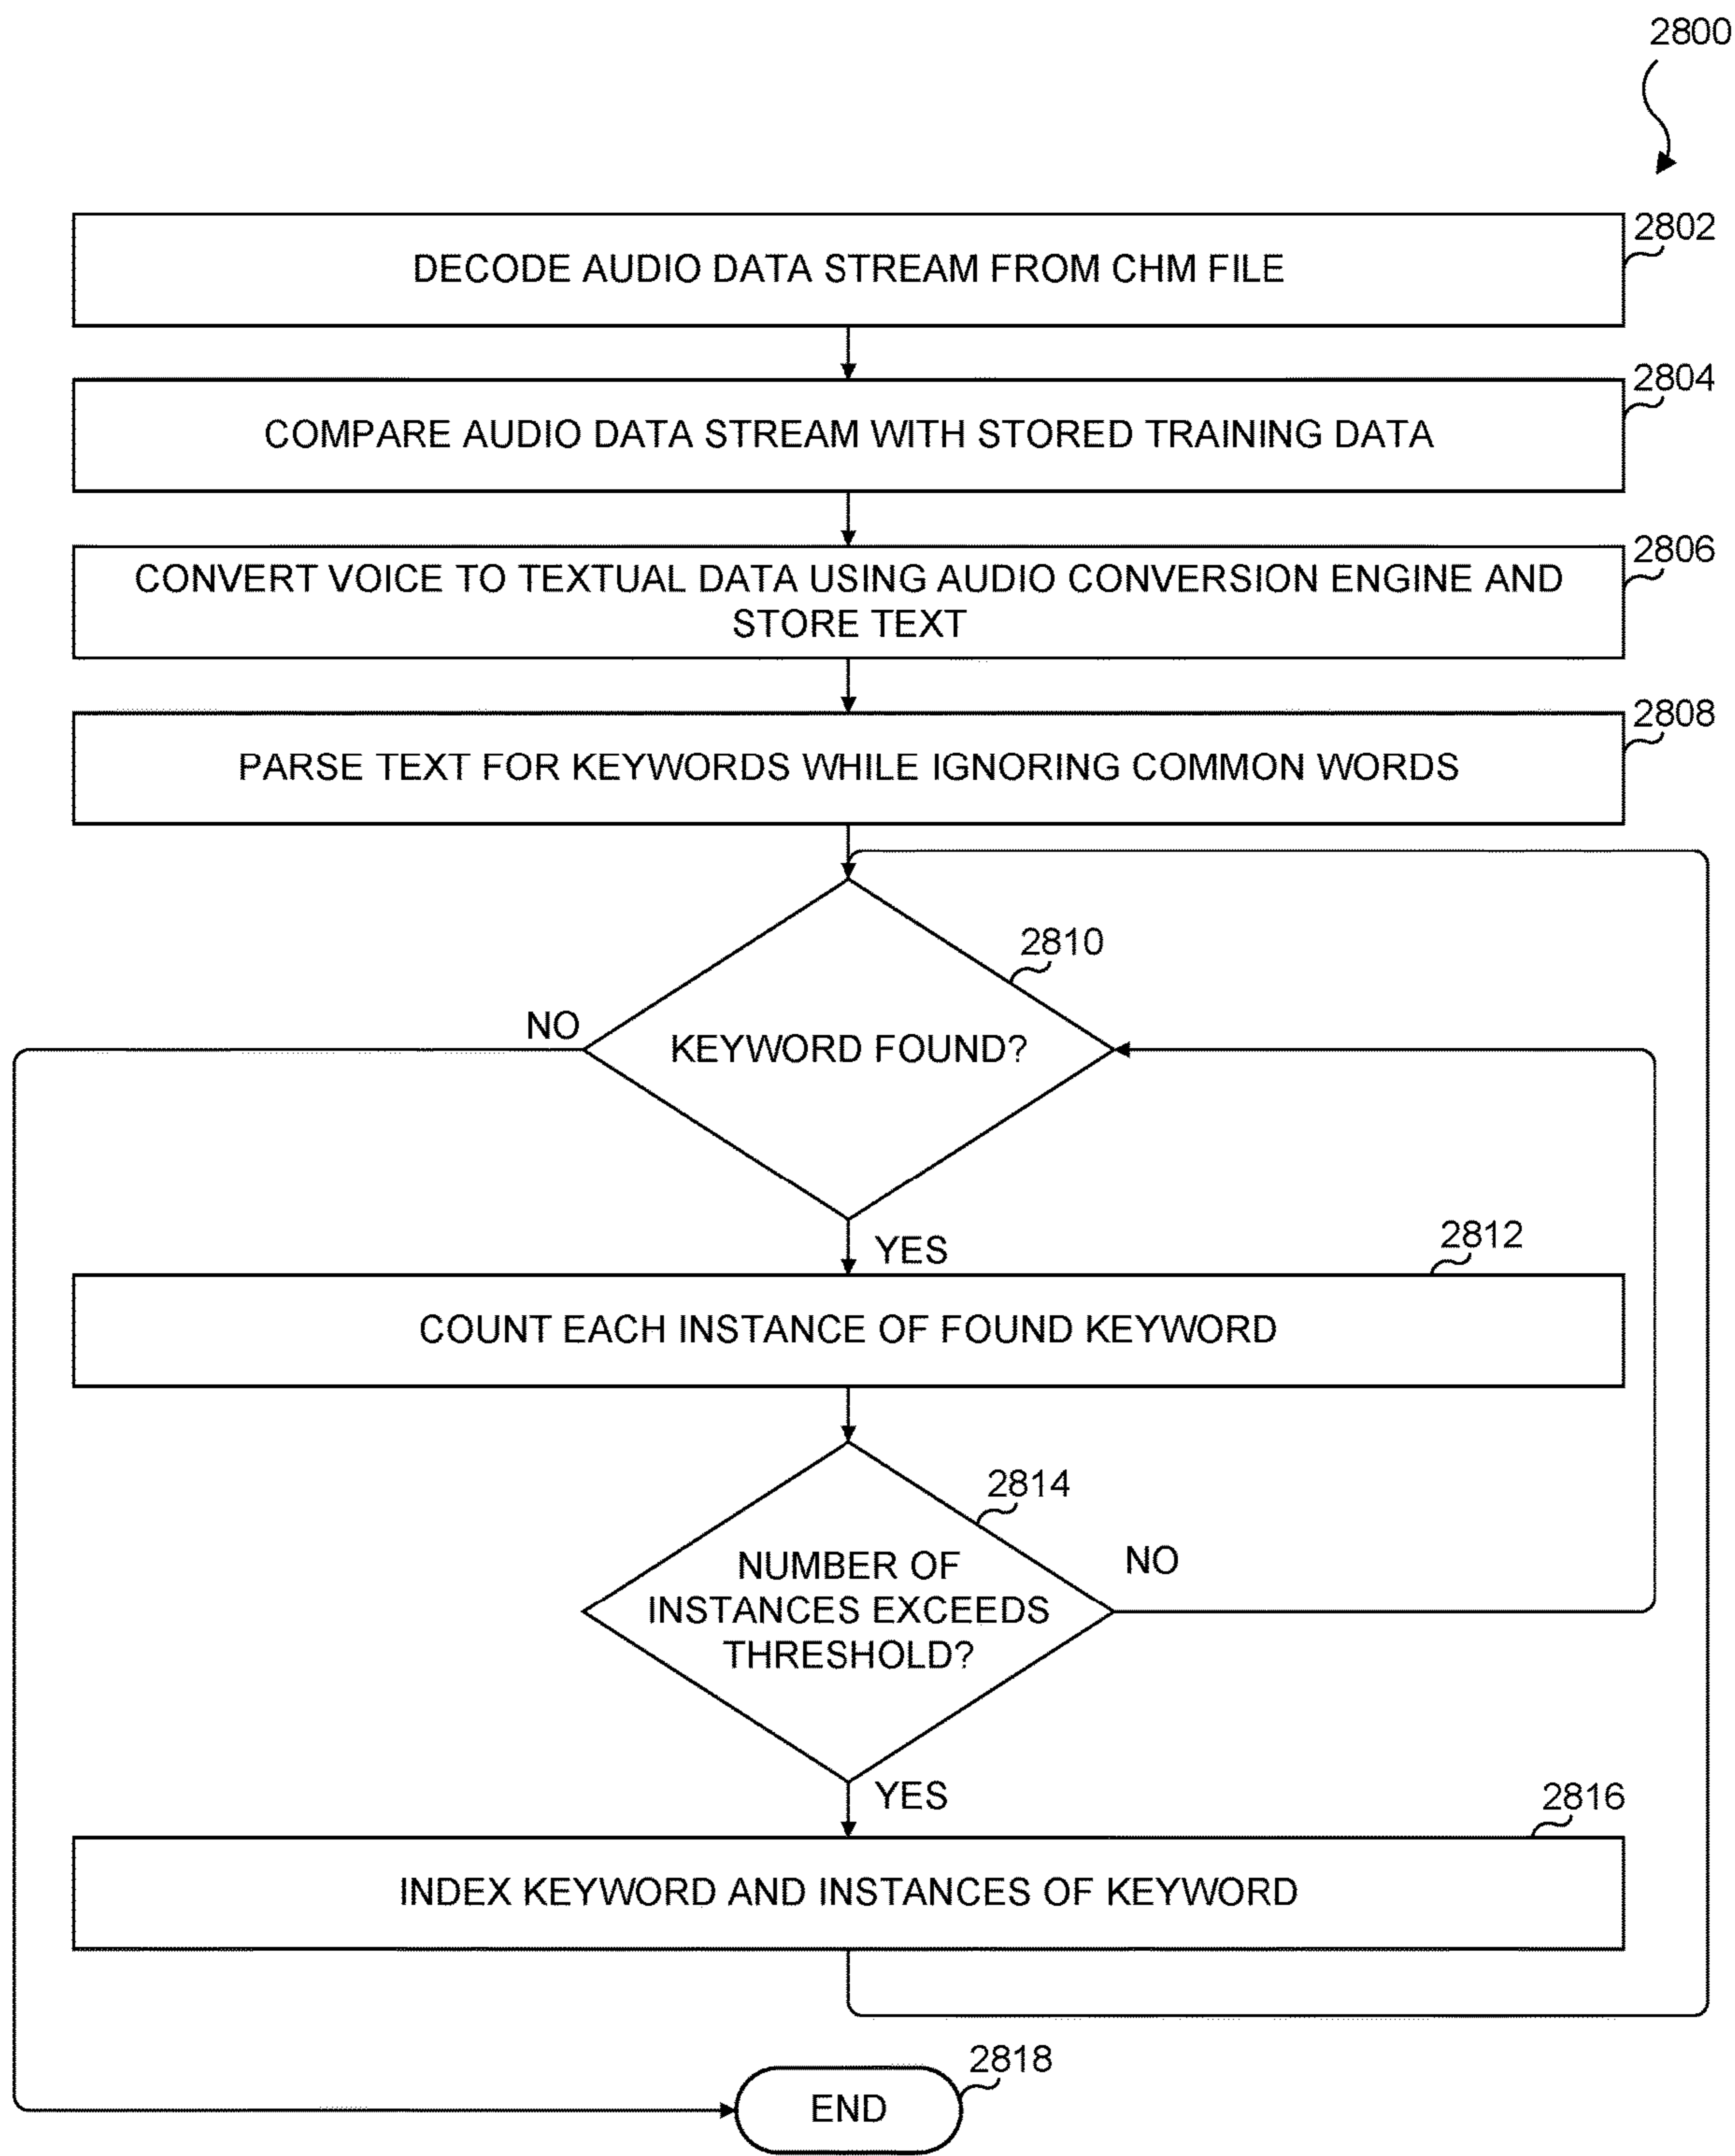 2800
2802
DECODE AUDIO DATA STREAM FROM CHM FILE
2804
COMPARE AUDIO DATA STREAM WITH STORED TRAINING DATA
2806
CONVERT VOICE TO TEXTUAL DATA USING AUDIO CONVERSION ENGINE AND
STORE TEXT
2808
PARSE TEXT FOR KEYWORDS WHILE IGNORING COMMON WORDS
2810
NO
KEYWORD FOUND?
YES
2812
COUNT EACH INSTANCE OF FOUND KEYWORD
2814
NO
NUMBER OF
INSTANCES EXCEEDS
THRESHOLD?
YES
2816
INDEX KEYWORD AND INSTANCES OF KEYWORD
2818
END